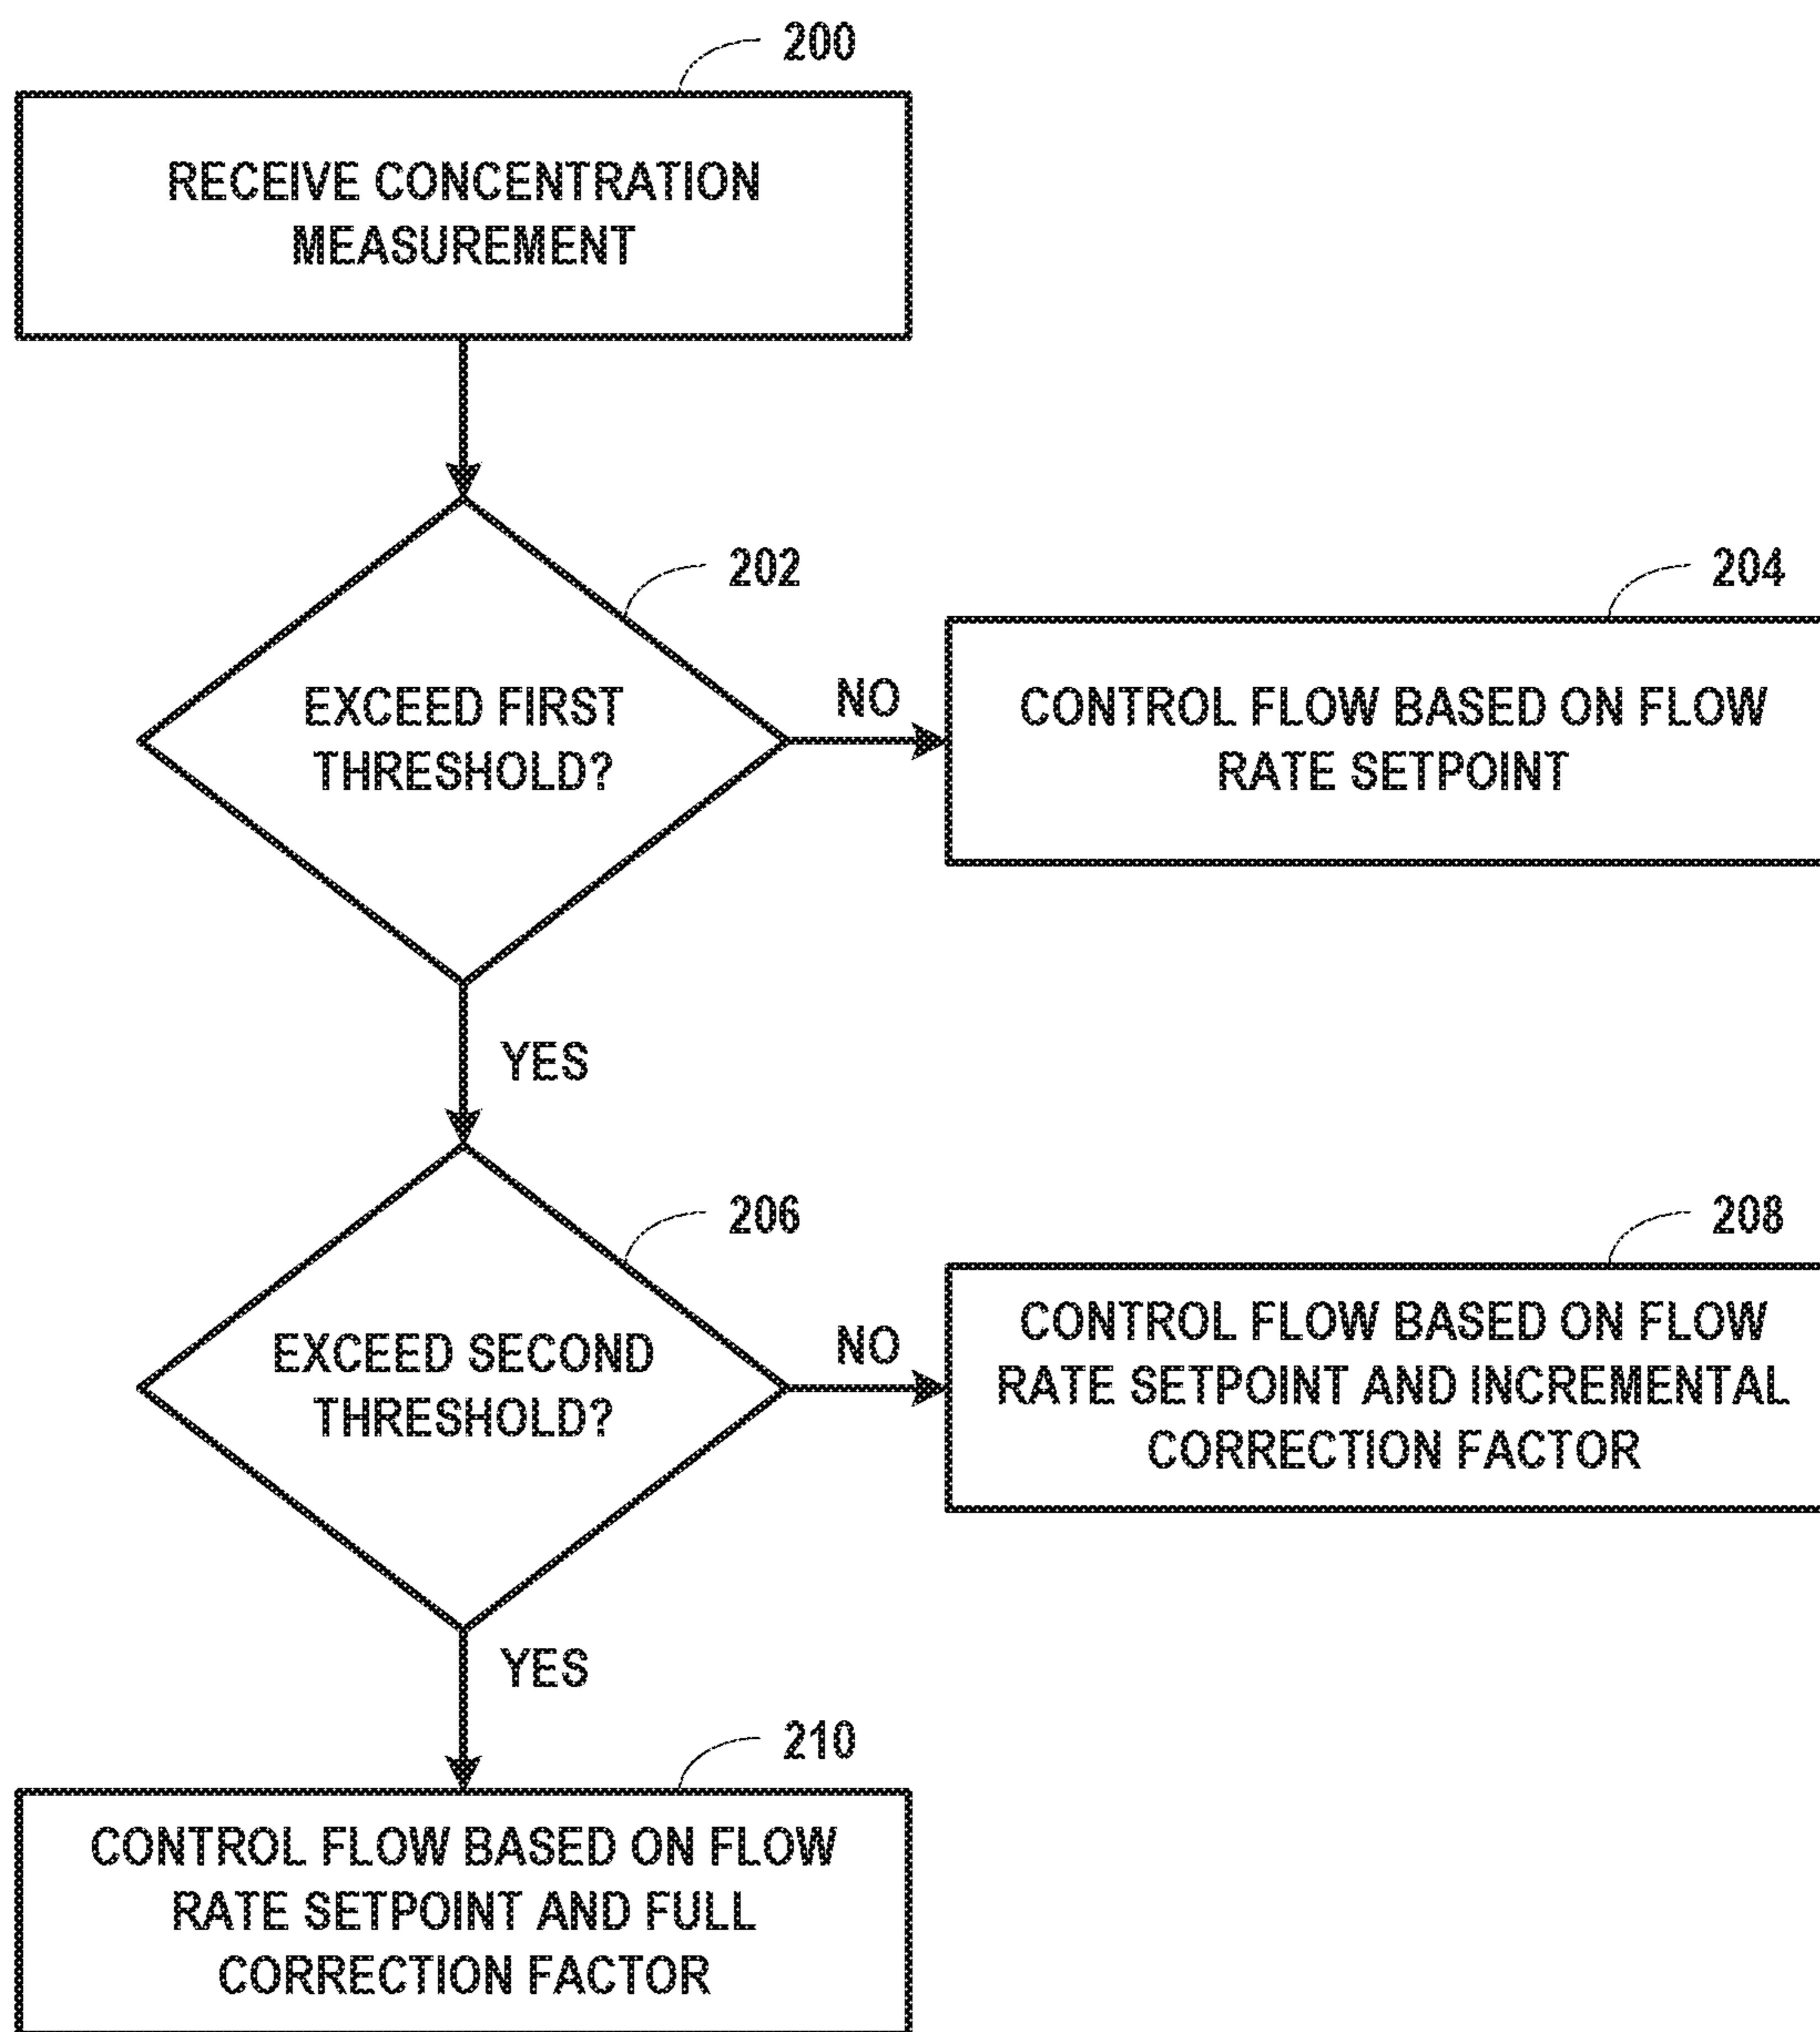 200
RECEIVE CONCENTRATION
MEASUREMENT
202
EXCEED FIRST
THRESHOLD?
NO
204
CONTROL FLOW BASED ON FLOW
RATE SETPOINT
YES
206
EXCEED SECOND
THRESHOLD?
NO
208
CONTROL FLOW BASED ON FLOW
RATE SETPOINT AND INCREMENTAL
CORRECTION FACTOR
YES
210
CONTROL FLOW BASED ON FLOW
RATE SETPOINT AND FULL
CORRECTION FACTOR